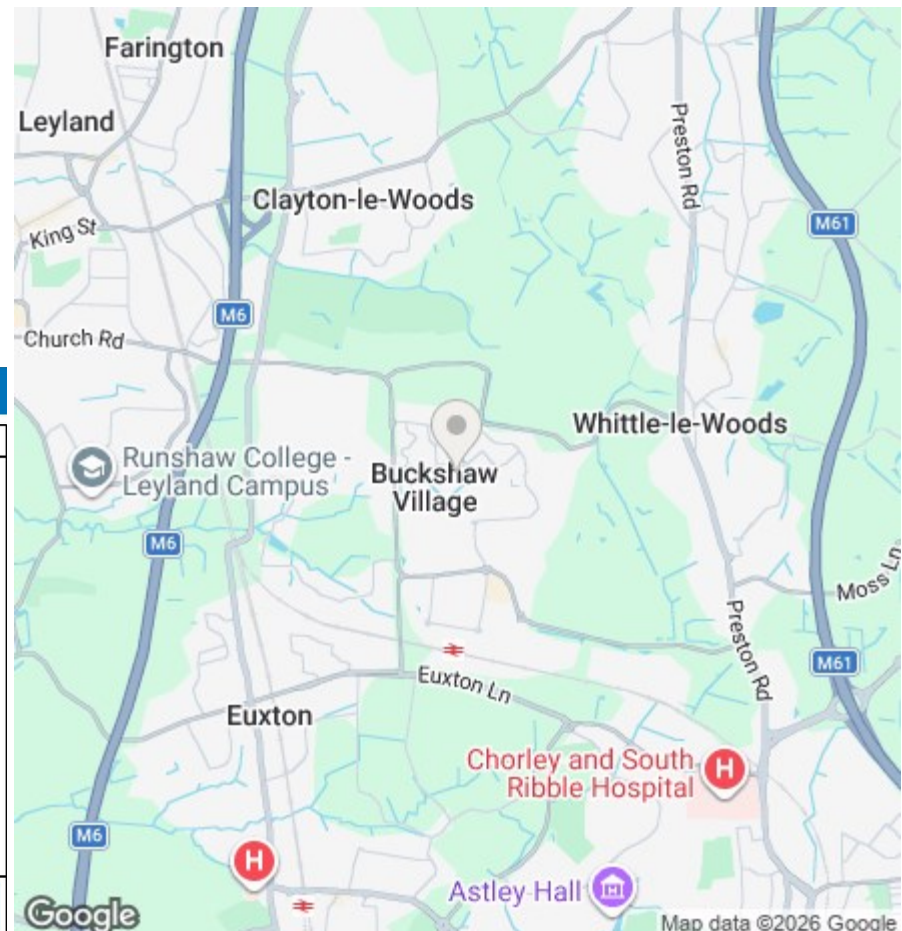 Farington
Leyland
Preston Rd
Clayton-le-Woods
M61
King St
M6
Church Rd
Whittle-le-Woods
Runshaw College -
Leyland Campus
Buckshaw
Village
M6
Moss Ln
Preston Rd
M61
Euxton Ln
Euxton
Chorley and South
Ribble Hospital
H
M6
H
Astley Hall
Google
Map data ©2026 Google